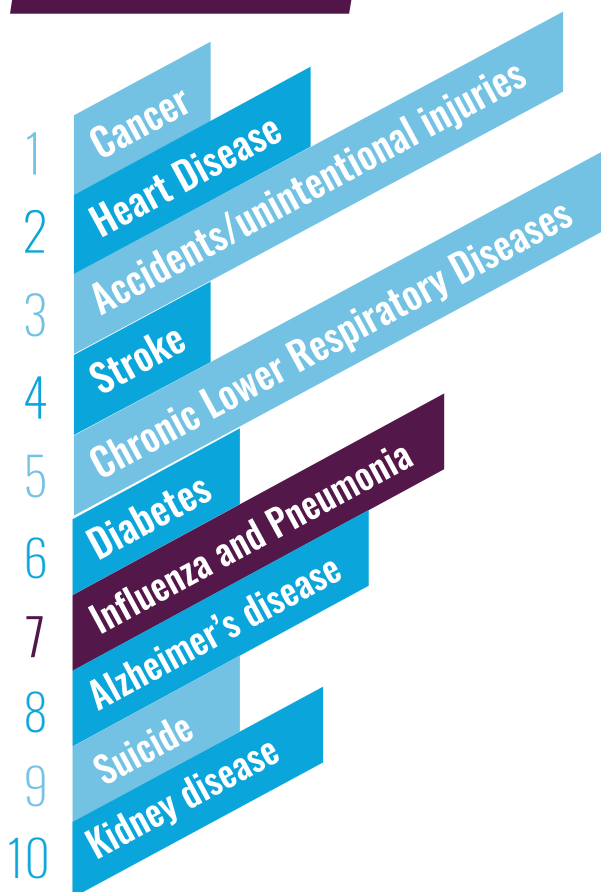 1 Cancer
2 Heart Disease
3 Accidents/unintentional injuries
4 Stroke
5 Chronic Lower Respiratory Diseases
6 Diabetes
7 Influenza and Pneumonia
8 Alzheimer’s disease
9 Suicide
10 Kidney disease